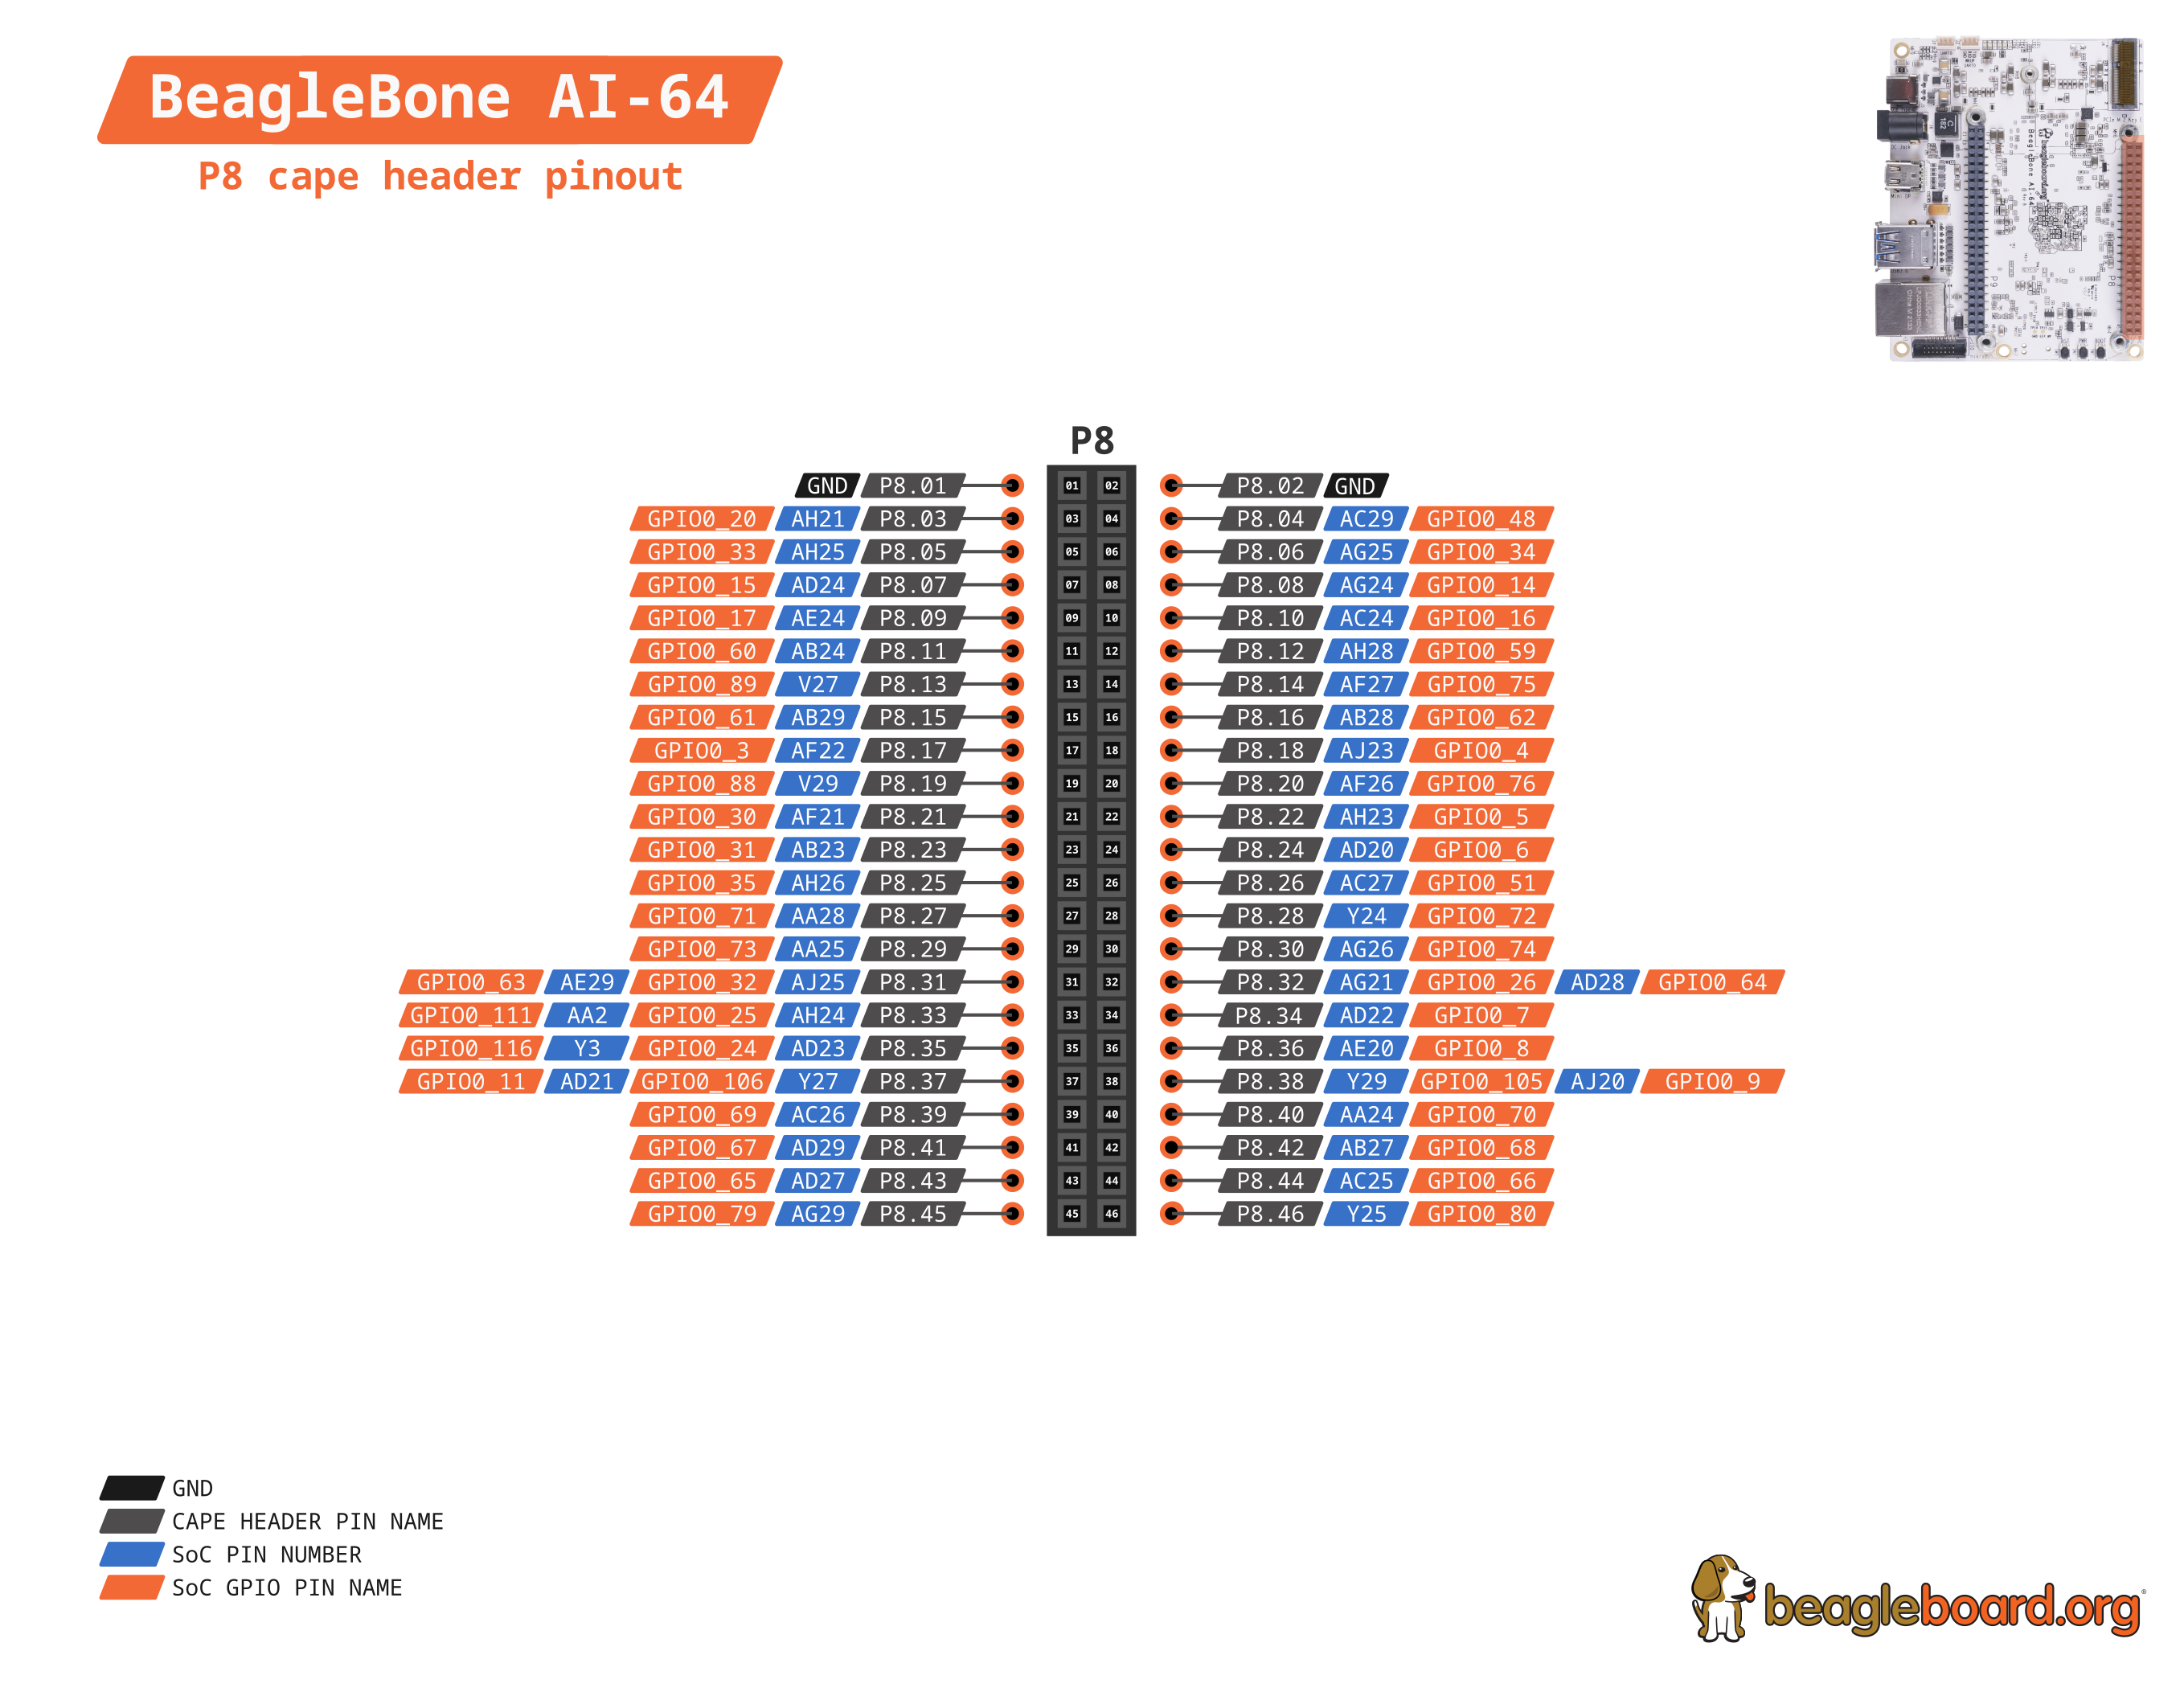 BeagleBone AI-64
P8 cape header pinout
P8
GND P8.01 01 02 P8.02 GND
GPIO0_20 AH21 P8.03 03 04 P8.04 AC29 GPIO0_48
GPIO0_33 AH25 P8.05 05 06 P8.06 AG25 GPIO0_34
GPIO0_15 AD24 P8.07 07 08 P8.08 AG24 GPIO0_14
GPIO0_17 AE24 P8.09 09 10 P8.10 AC24 GPIO0_16
GPIO0_60 AB24 P8.11 11 12 P8.12 AH28 GPIO0_59
GPIO0_89 V27 P8.13 13 14 P8.14 AF27 GPIO0_75
GPIO0_61 AB29 P8.15 15 16 P8.16 AB28 GPIO0_62
GPIO0_3 AF22 P8.17 17 18 P8.18 AJ23 GPIO0_4
GPIO0_88 V29 P8.19 19 20 P8.20 AF26 GPIO0_76
GPIO0_30 AF21 P8.21 21 22 P8.22 AH23 GPIO0_5
GPIO0_31 AB23 P8.23 23 24 P8.24 AD20 GPIO0_6
GPIO0_35 AH26 P8.25 25 26 P8.26 AC27 GPIO0_51
GPIO0_71 AA28 P8.27 27 28 P8.28 Y24 GPIO0_72
GPIO0_73 AA25 P8.29 29 30 P8.30 AG26 GPIO0_74
GPIO0_63 AE29 GPIO0_32 AJ25 P8.31 31 32 P8.32 AG21 GPIO0_26 AD28 GPIO0_64
GPIO0_111 AA2 GPIO0_25 AH24 P8.33 33 34 P8.34 AD22 GPIO0_7
GPIO0_116 Y3 GPIO0_24 AD23 P8.35 35 36 P8.36 AE20 GPIO0_8
GPIO0_11 AD21 GPIO0_106 Y27 P8.37 37 38 P8.38 Y29 GPIO0_105 AJ20 GPIO0_9
GPIO0_69 AC26 P8.39 39 40 P8.40 AA24 GPIO0_70
GPIO0_67 AD29 P8.41 41 42 P8.42 AB27 GPIO0_68
GPIO0_65 AD27 P8.43 43 44 P8.44 AC25 GPIO0_66
GPIO0_79 AG29 P8.45 45 46 P8.46 Y25 GPIO0_80
GND
CAPE HEADER PIN NAME
SoC PIN NUMBER
SoC GPIO PIN NAME
beagleboard.org®
BeagleBone AI-64
beagleboard.org
P9
P8